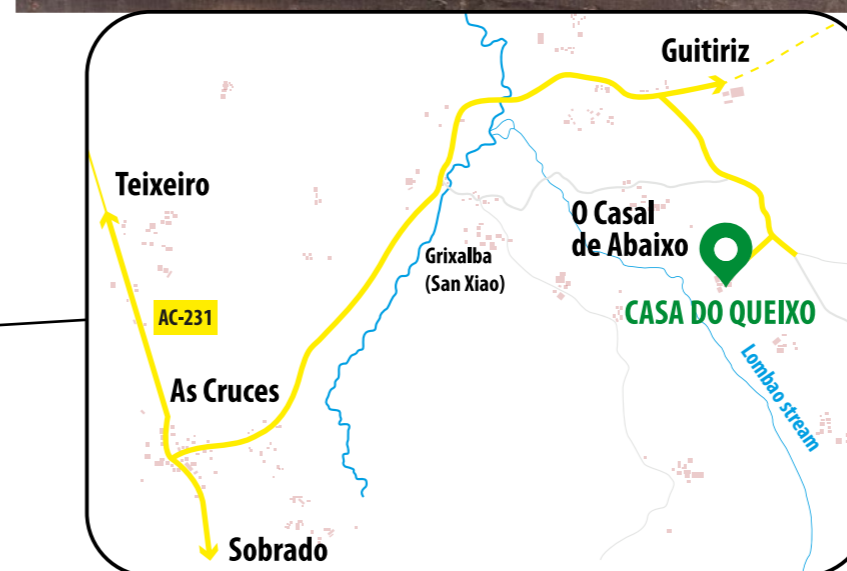 Guitiriz
Teixeiro
O Casal
de Abaixo
Grixalba
(San Xiao)
CASA DO QUEIXO
AC-231
Lombao stream
As Cruces
Sobrado